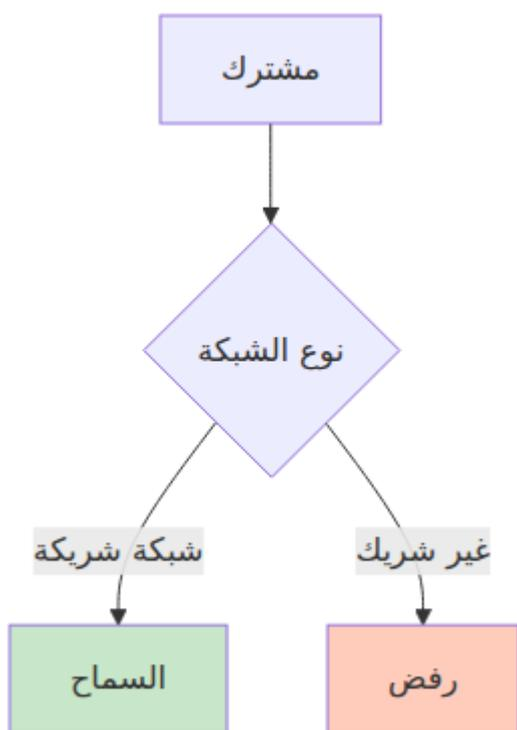 مشترك
نوع الشبكة
غير شريك
شبكة شريكة
رفض
السماح